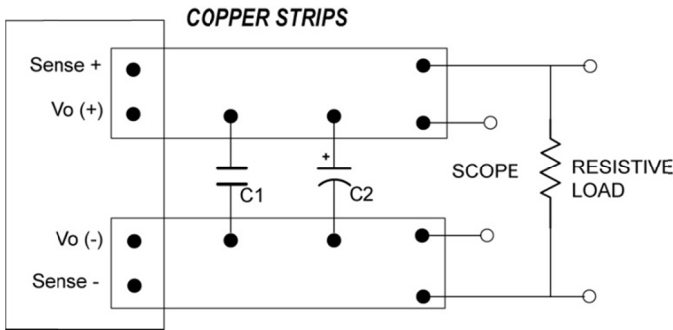 COPPER STRIPS
Sense +
Vo (+)
+
C1
C2
SCOPE
RESISTIVE
LOAD
Vo (-)
Sense -